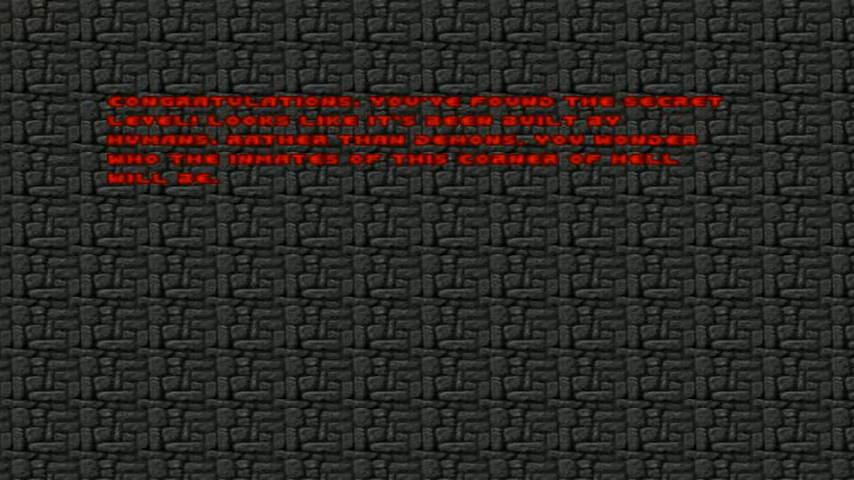 CONGRATULATIONS, YOU'VE FOUND THE SECRET
LEVEL! LOOKS LIKE IT'S BEEN BUILT BY
HUMANS, RATHER THAN DEMONS. YOU WONDER
WHO THE INMATES OF THIS CORNER OF HELL
WILL BE.